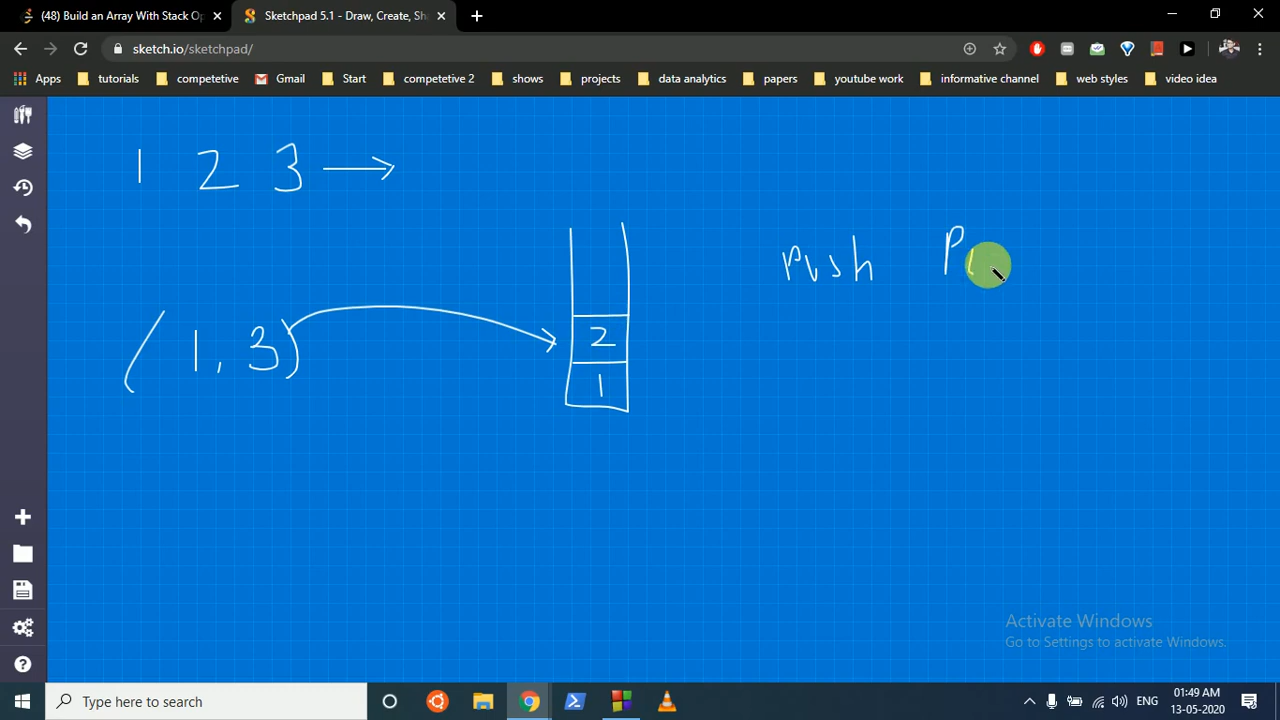 (48) Build an Array With Stack Op
Sketchpad 5.1 - Draw, Create, Sha
sketch.io/sketchpad/
Apps tutorials competetive Gmail Start competetive 2 shows projects data analytics papers youtube work informative channel web styles video idea
1 2 3
Push P
(1, 3)
2
1
Activate Windows
Go to Settings to activate Windows.
Type here to search
ENG
01:49 AM
13-05-2020